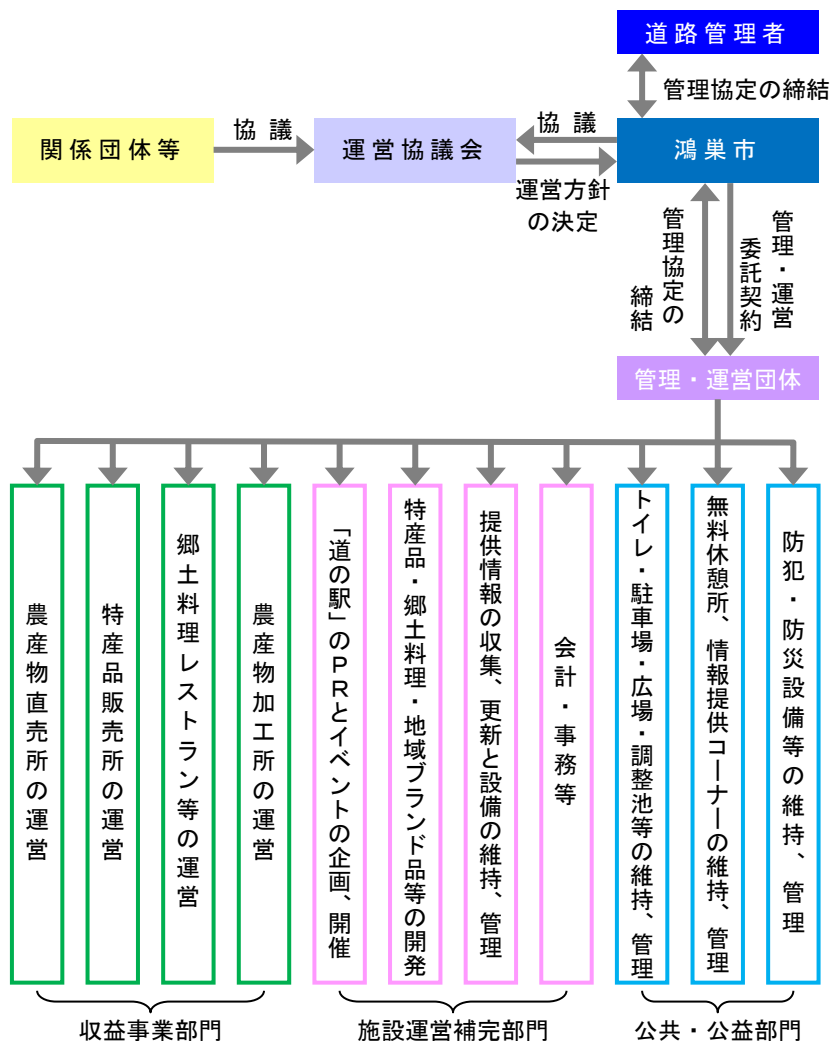 道路管理者
管理協定の締結
関係団体等
協議
運営協議会
協議
運営方針
の決定
鴻巣市
管理協定の
締結
管理・運営
委託契約
管理・運営団体
農産物直売所の運営
特産品販売所の運営
郷土料理レストラン等の運営
農産物加工所の運営
「道の駅」のPRとイベントの企画、開催
特産品・郷土料理・地域ブランド品等の開発
提供情報の収集、更新と設備の維持、管理
会計・事務等
トイレ・駐車場・広場・調整池等の維持、管理
無料休憩所、情報提供コーナーの維持、管理
防犯・防災設備等の維持、管理
収益事業部門
施設運営補完部門
公共・公益部門